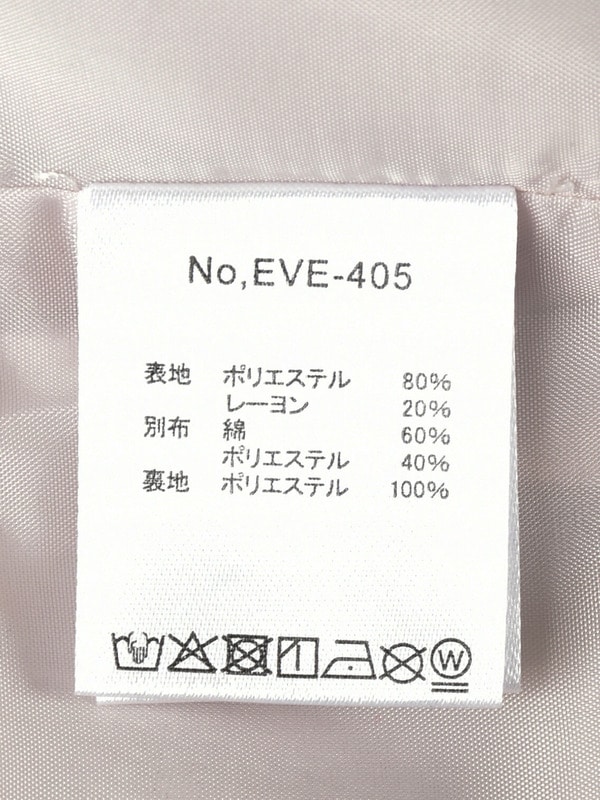 No,EVE-405
表地 ポリエステル 80%
レーヨン 20%
別布 綿 60%
ポリエステル 40%
裏地 ポリエステル 100%
W